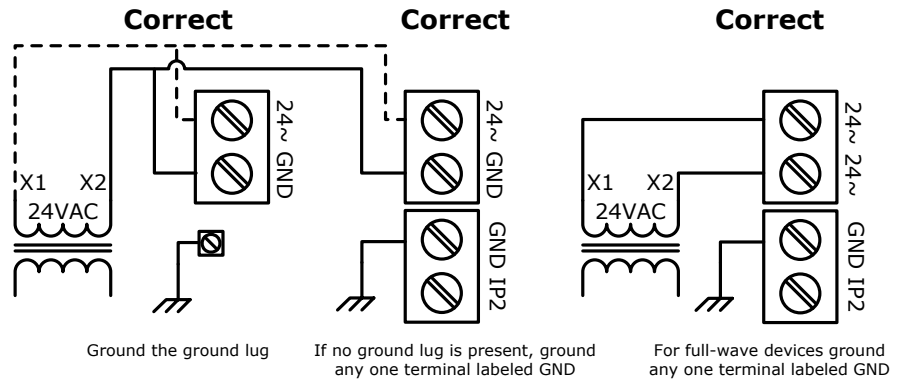 Correct
Correct
Correct
24~ GND
X1 X2
24VAC
24~ GND
GND IP2
24~ 24~
X1 X2
24VAC
GND IP2
Ground the ground lug
If no ground lug is present, ground
any one terminal labeled GND
For full-wave devices ground
any one terminal labeled GND